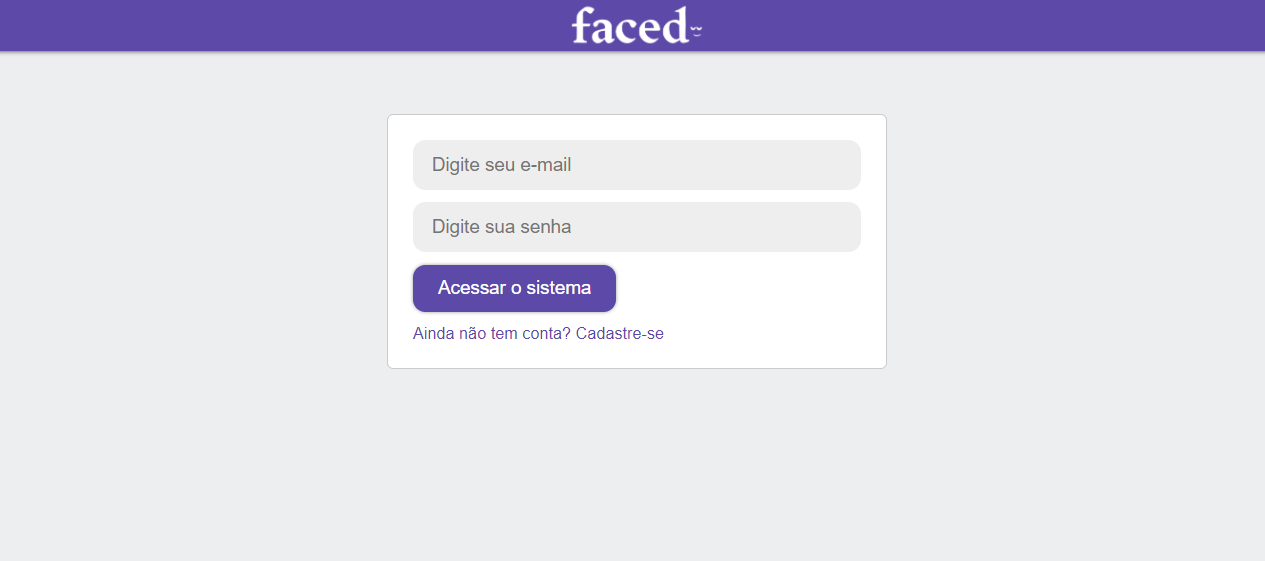 faced
Digite seu e-mail
Digite sua senha
Acessar o sistema
Ainda não tem conta? Cadastre-se